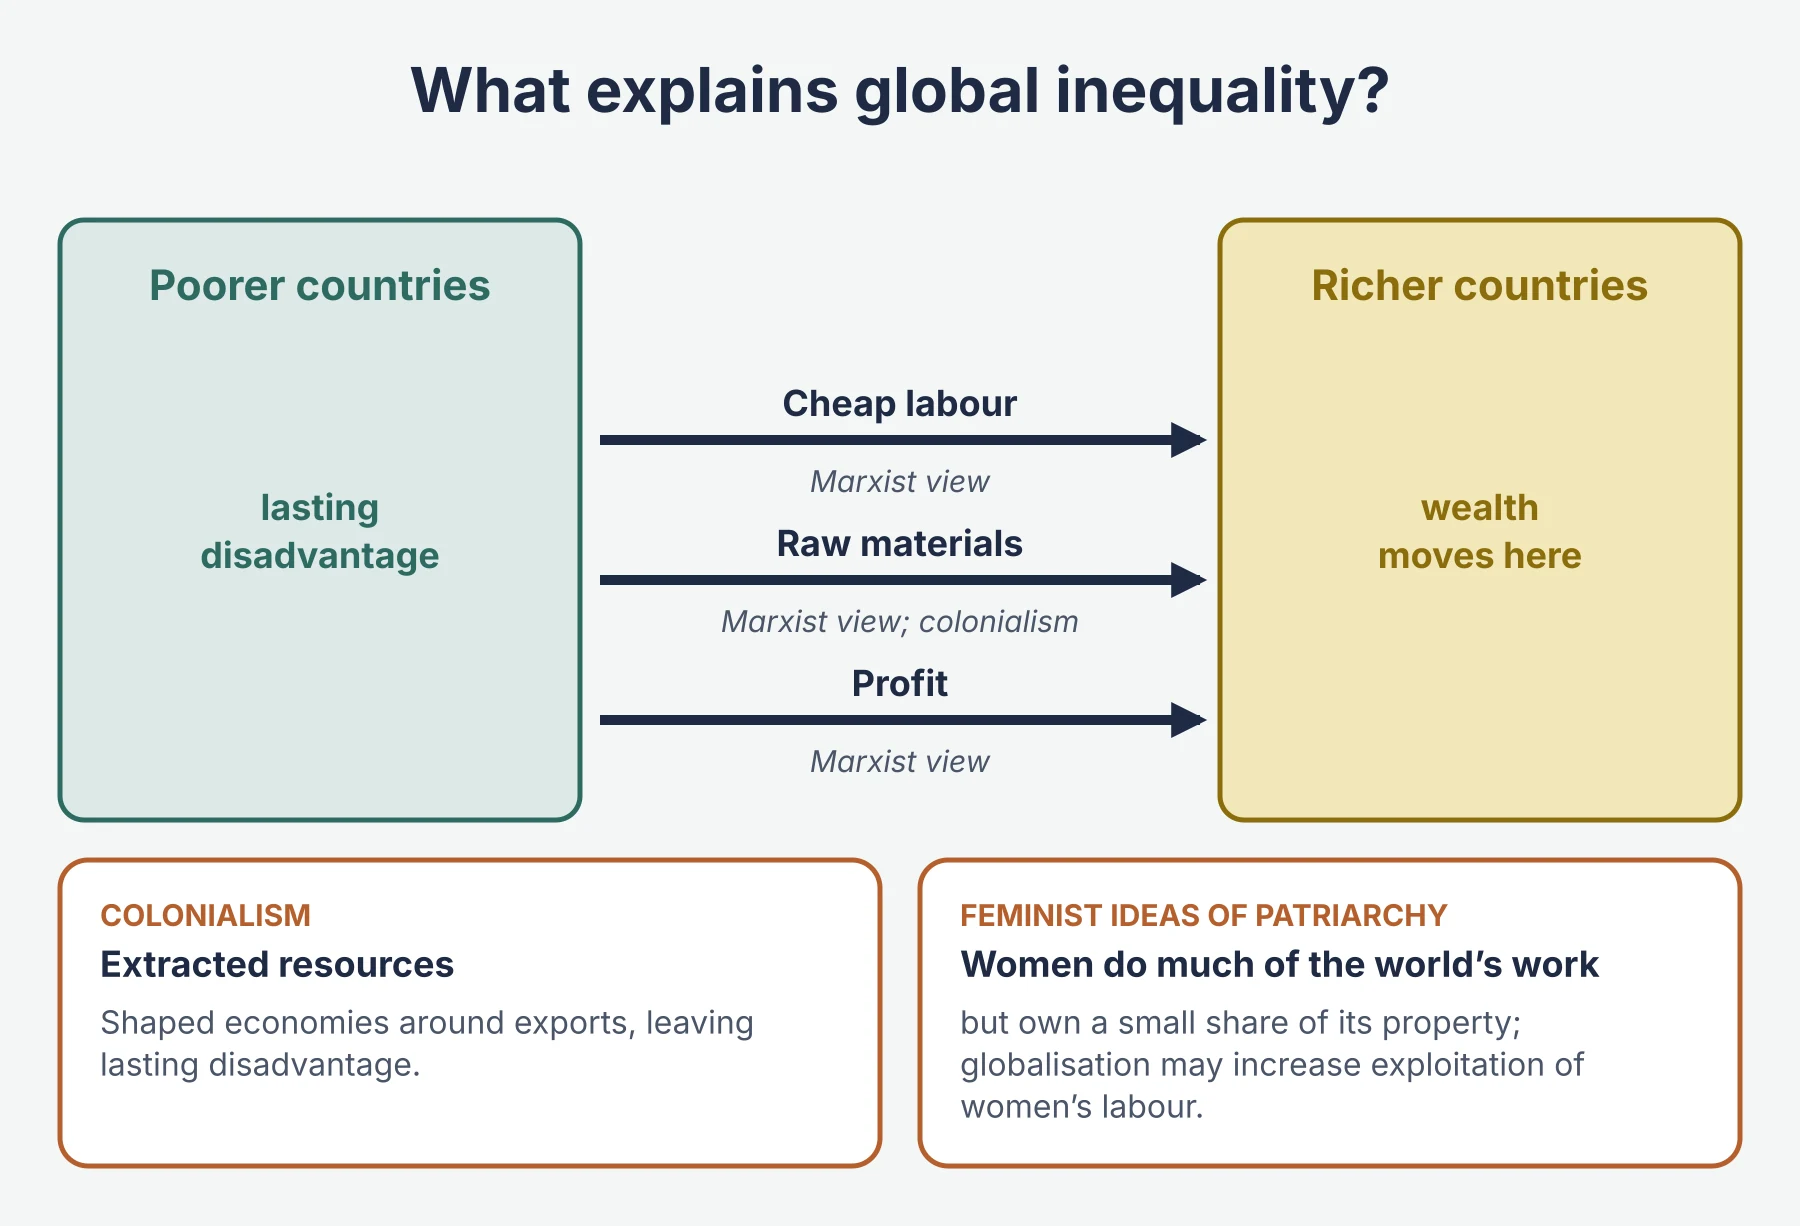 What explains global inequality?
Poorer countries
lasting
disadvantage
Cheap labour
Marxist view
Raw materials
Marxist view; colonialism
Profit
Marxist view
Richer countries
wealth
moves here
COLONIALISM
Extracted resources
Shaped economies around exports, leaving
lasting disadvantage.
FEMINIST IDEAS OF PATRIARCHY
Women do much of the world’s work
but own a small share of its property;
globalisation may increase exploitation of
women’s labour.